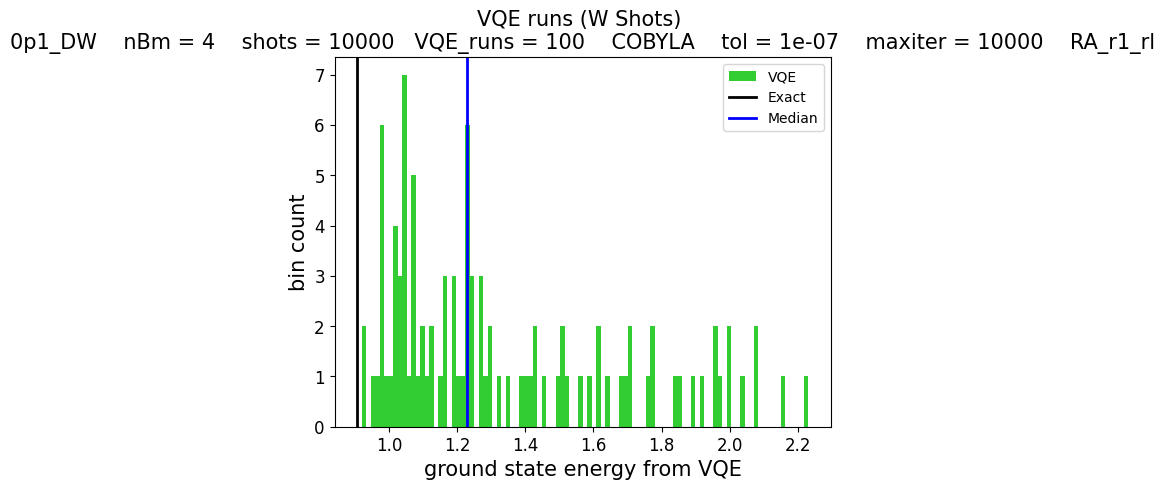 VQE runs (W Shots)
0p1_DW    nBm = 4    shots = 10000   VQE_runs = 100    COBYLA    tol = 1e-07    maxiter = 10000    RA_r1_rl
VQE
Exact
Median
7
6
5
4
3
2
1
0
bin count
1.0 1.2 1.4 1.6 1.8 2.0 2.2
ground state energy from VQE